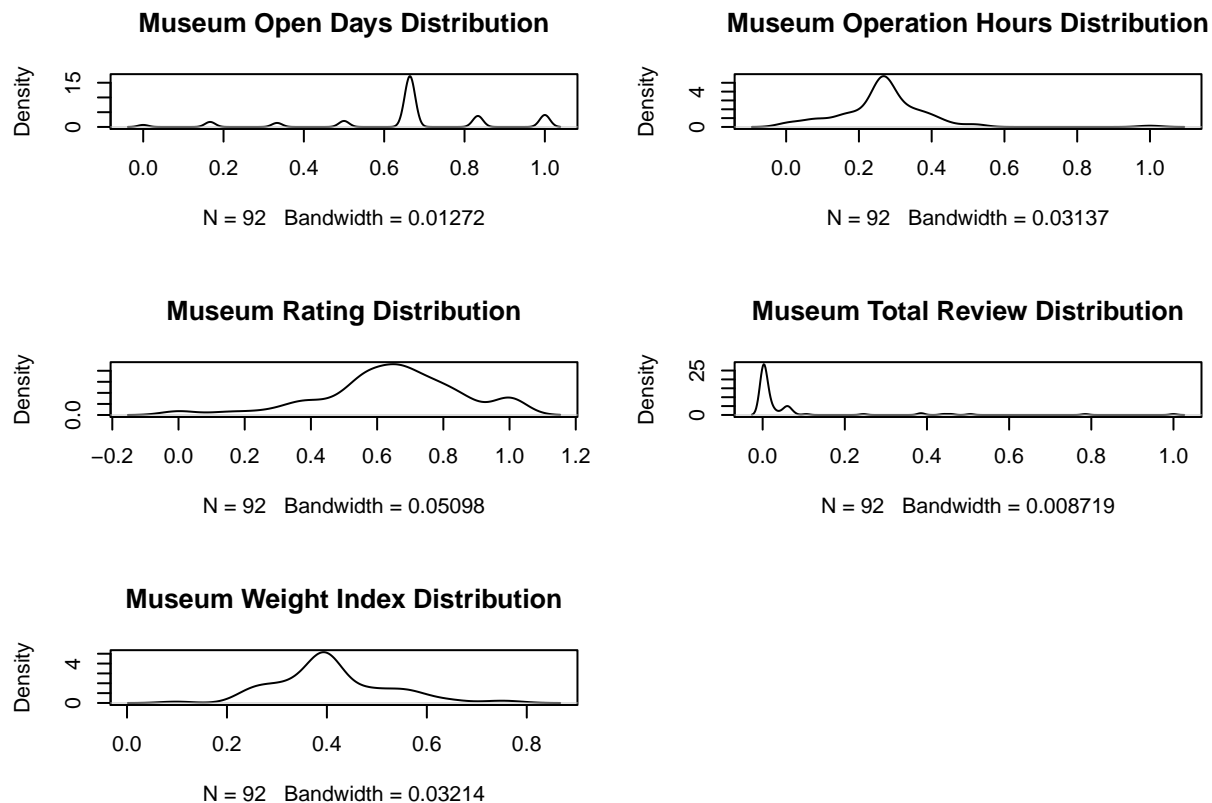 Museum Open Days Distribution
Density
0 15
0.0 0.2 0.4 0.6 0.8 1.0
N = 92 Bandwidth = 0.01272
Museum Operation Hours Distribution
Density
0 4
0.0 0.2 0.4 0.6 0.8 1.0
N = 92 Bandwidth = 0.03137
Museum Rating Distribution
Density
0.0
−0.2 0.0 0.2 0.4 0.6 0.8 1.0 1.2
N = 92 Bandwidth = 0.05098
Museum Total Review Distribution
Density
0 25
0.0 0.2 0.4 0.6 0.8 1.0
N = 92 Bandwidth = 0.008719
Museum Weight Index Distribution
Density
0 4
0.0 0.2 0.4 0.6 0.8
N = 92 Bandwidth = 0.03214